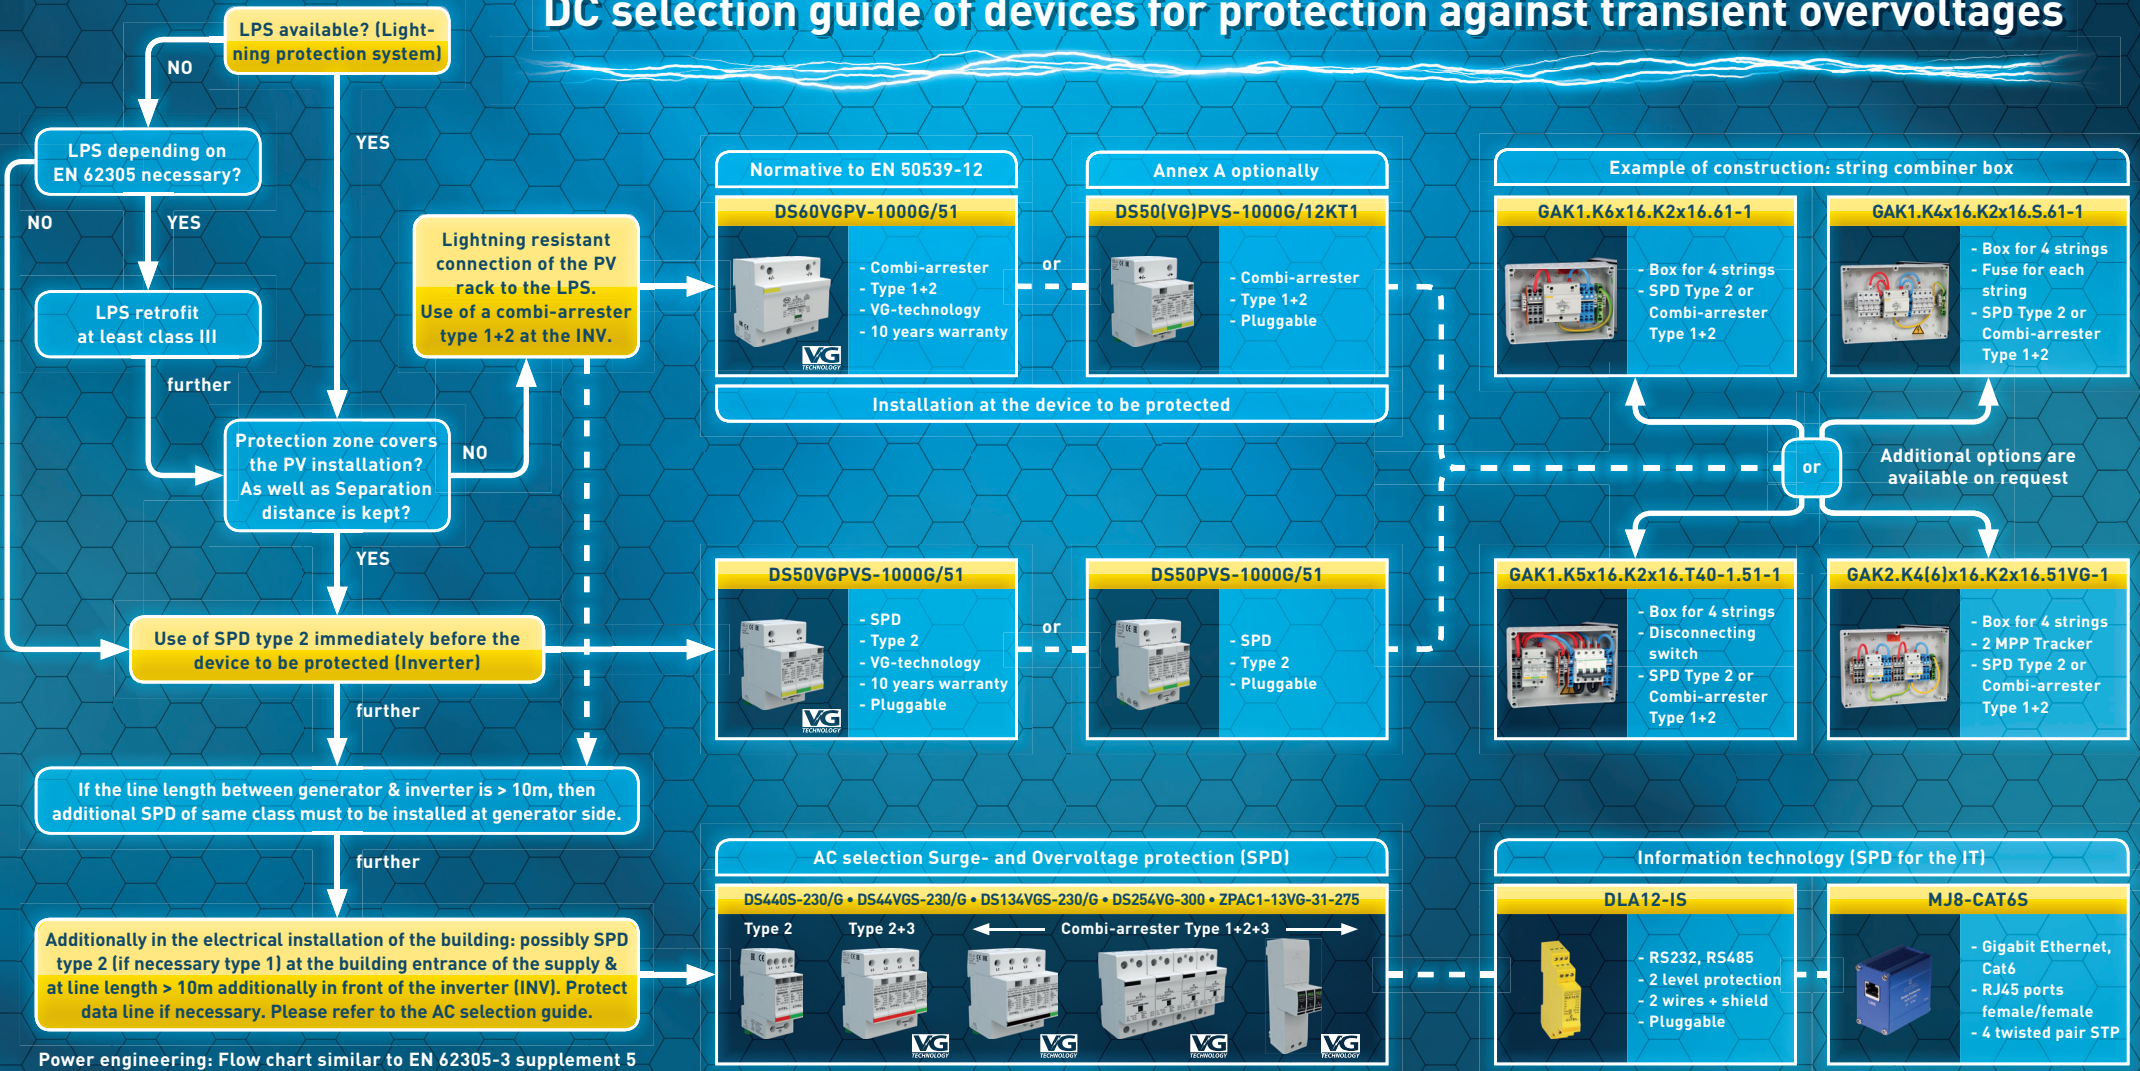 DC selection guide of devices for protection against transient overvoltages
LPS available? (Light-
ning protection system)
NO
YES
LPS depending on
EN 62305 necessary?
NO
YES
LPS retrofit
at least class III
further
Protection zone covers
the PV installation?
As well as Separation
distance is kept?
NO
YES
Lightning resistant
connection of the PV
rack to the LPS.
Use of a combi-arrester
type 1+2 at the INV.
Use of SPD type 2 immediately before the
device to be protected (Inverter)
further
If the line length between generator & inverter is > 10m, then
additional SPD of same class must to be installed at generator side.
further
Additionally in the electrical installation of the building: possibly SPD
type 2 (if necessary type 1) at the building entrance of the supply &
at line length > 10m additionally in front of the inverter (INV). Protect
data line if necessary. Please refer to the AC selection guide.
Power engineering: Flow chart similar to EN 62305-3 supplement 5
Normative to EN 50539-12
DS60VGPV-1000G/51
- Combi-arrester
- Type 1+2
- VG-technology
- 10 years warranty
VG
TECHNOLOGY
or
Annex A optionally
DS50(VG)PVS-1000G/12KT1
- Combi-arrester
- Type 1+2
- Pluggable
Installation at the device to be protected
DS50VGPVS-1000G/51
- SPD
- Type 2
- VG-technology
- 10 years warranty
- Pluggable
VG
TECHNOLOGY
or
DS50PVS-1000G/51
- SPD
- Type 2
- Pluggable
Example of construction: string combiner box
GAK1.K6x16.K2x16.61-1
- Box for 4 strings
- SPD Type 2 or
Combi-arrester
Type 1+2
GAK1.K4x16.K2x16.S.61-1
- Box for 4 strings
- Fuse for each
string
- SPD Type 2 or
Combi-arrester
Type 1+2
or
Additional options are
available on request
GAK1.K5x16.K2x16.T40-1.51-1
- Box for 4 strings
- Disconnecting
switch
- SPD Type 2 or
Combi-arrester
Type 1+2
GAK2.K4(6)x16.K2x16.51VG-1
- Box for 4 strings
- 2 MPP Tracker
- SPD Type 2 or
Combi-arrester
Type 1+2
AC selection Surge- and Overvoltage protection (SPD)
DS440S-230/G • DS44VGS-230/G • DS134VGS-230/G • DS254VG-300 • ZPAC1-13VG-31-275
Type 2
Type 2+3
Combi-arrester Type 1+2+3
VG
TECHNOLOGY
VG
TECHNOLOGY
VG
TECHNOLOGY
VG
TECHNOLOGY
Information technology (SPD for the IT)
DLA12-IS
- RS232, RS485
- 2 level protection
- 2 wires + shield
- Pluggable
MJ8-CAT6S
- Gigabit Ethernet,
Cat6
- RJ45 ports
female/female
- 4 twisted pair STP